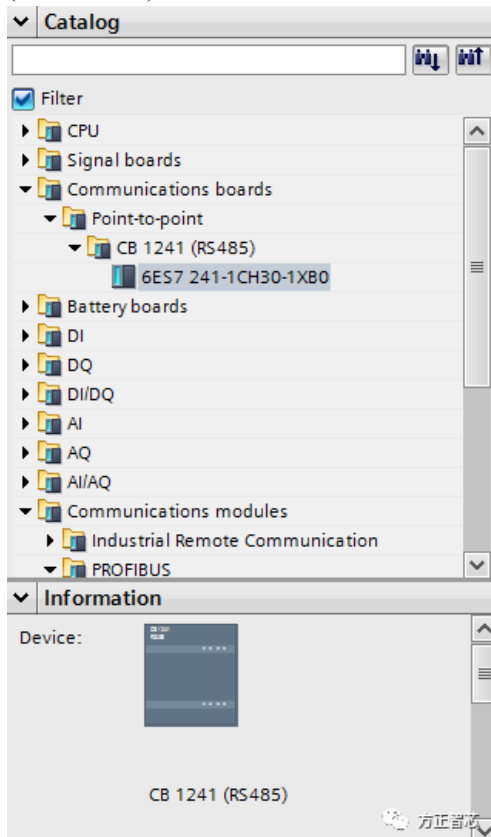 Catalog
Filter
CPU
Signal boards
Communications boards
Point-to-point
CB 1241 (RS485)
6ES7 241-1CH30-1XB0
Battery boards
DI
DQ
DI/DQ
AI
AQ
AI/AQ
Communications modules
Industrial Remote Communication
PROFIBUS
Information
Device:
CB 1241 (RS485)
方正智芯